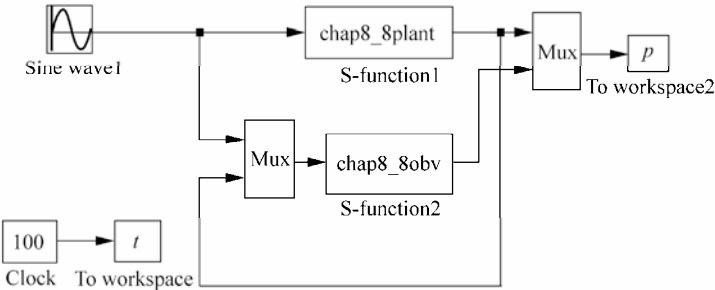 chap8_8plant
Mux
p
Sine wave1
S-function1
To workspace2
Mux
chap8_8obv
S-function2
100
t
Clock
To workspace